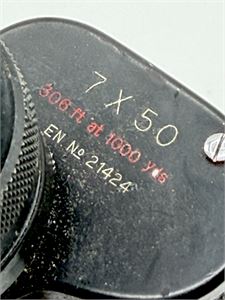 7 X 50
306 ft at 1000 yds
EN No 21424